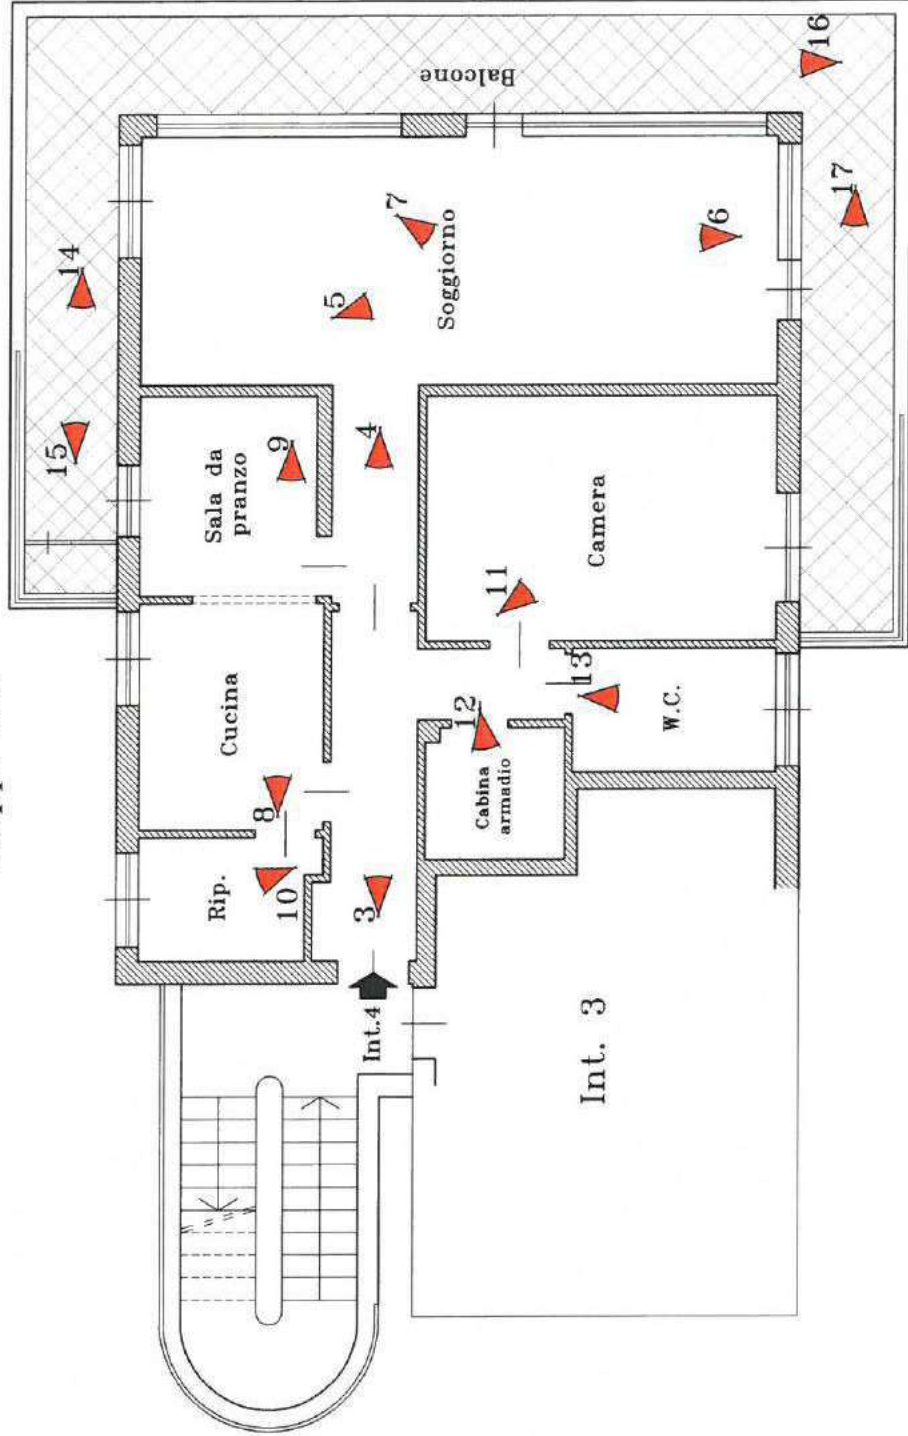 Balcone
16
17
14
15
7
6
5
Soggiorno
4
9
Sala da
pranzo
11
Camera
13
12
W.C.
Cabina
armadio
Cucina
8
Rip.
10
3
Int.4
Int. 3